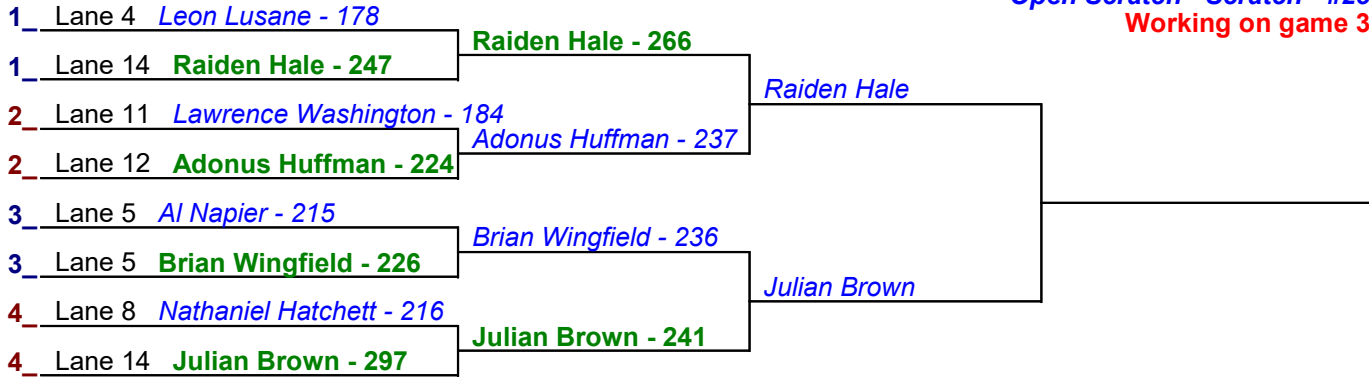 Working on game 3
1_ Lane 4 Leon Lusane - 178
Raiden Hale - 266
1_ Lane 14 Raiden Hale - 247
Raiden Hale
2_ Lane 11 Lawrence Washington - 184
Adonus Huffman - 237
2_ Lane 12 Adonus Huffman - 224
3_ Lane 5 Al Napier - 215
Brian Wingfield - 236
3_ Lane 5 Brian Wingfield - 226
Julian Brown
4_ Lane 8 Nathaniel Hatchett - 216
Julian Brown - 241
4_ Lane 14 Julian Brown - 297